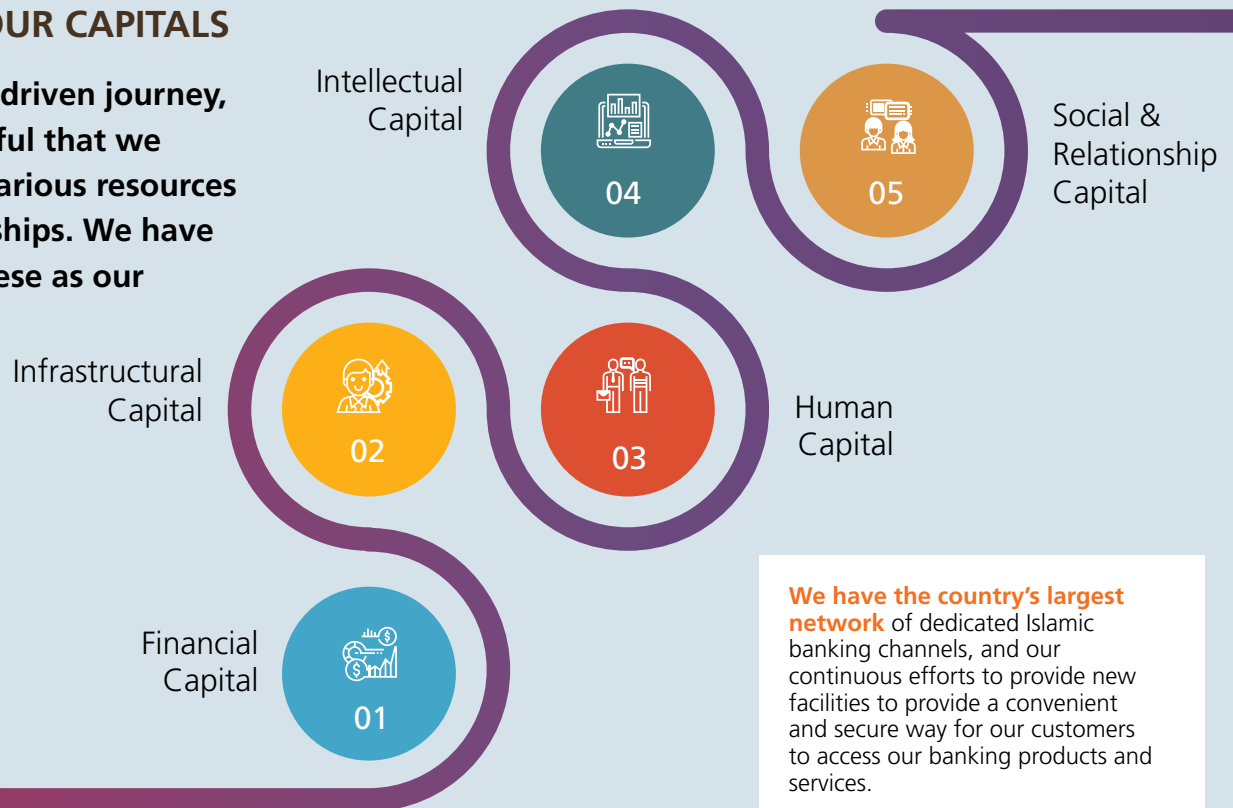 OUR CAPITALS
driven journey,
ful that we
arious resources
ships. We have
ese as our
Intellectual
Capital
04
05
Social &
Relationship
Capital
Infrastructural
Capital
02
03
Human
Capital
Financial
Capital
01
We have the country’s largest
network of dedicated Islamic
banking channels, and our
continuous efforts to provide new
facilities to provide a convenient
and secure way for our customers
to access our banking products and
services.